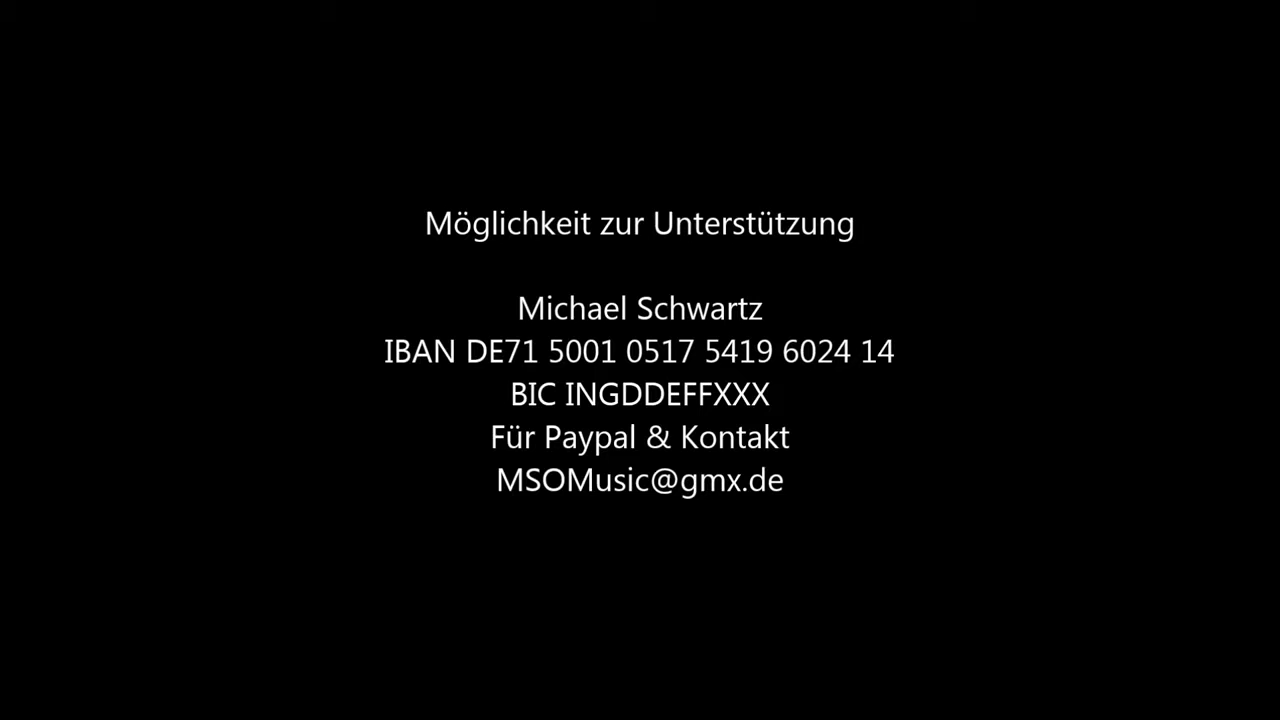 Möglichkeit zur Unterstützung
Michael Schwartz
IBAN DE71 5001 0517 5419 6024 14
BIC INGDDEFFXXX
Für Paypal & Kontakt
MSOMusic@gmx.de